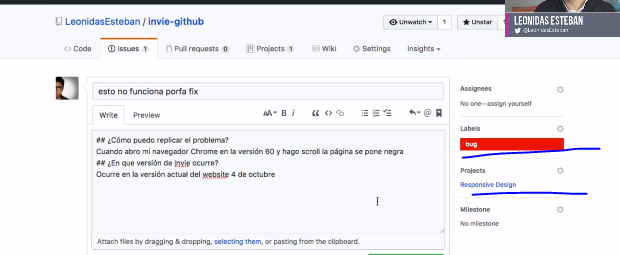 LEONIDAS ESTEBAN
@LeonidasEsteban
LeonidasEsteban / invie-github
Unwatch 1 Unstar
Code Issues 1 Pull requests 0 Projects 1 Wiki Settings Insights
esto no funciona porfa fix
Write Preview
AA B i
## ¿Cómo puedo replicar el problema?
Cuando abro mi navegador Chrome en la versión 60 y hago scroll la página se pone negra
## ¿En que versión de Invie ocurre?
Ocurre en la versión actual del website 4 de octubre
Attach files by dragging & dropping, selecting them, or pasting from the clipboard.
Assignees
No one—assign yourself
Labels
bug
Projects
Responsive Design
Milestone
No milestone